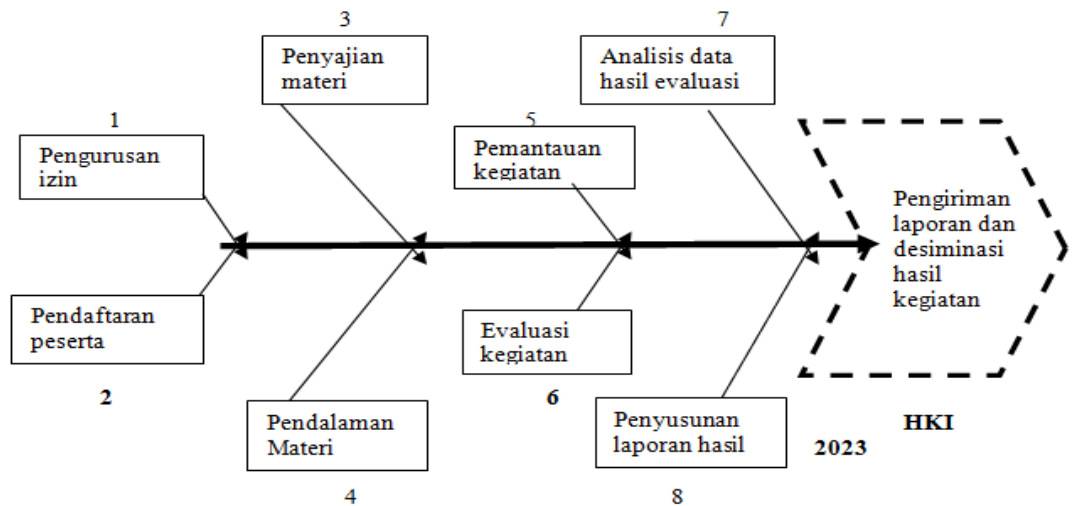 3
Penyajian
materi
7
Analisis data
hasil evaluasi
1
Pengurusan
izin
5
Pemantauan
kegiatan
Pengiriman
laporan dan
desiminasi
hasil
kegiatan
Pendaftaran
peserta
2
Evaluasi
kegiatan
6
Pendalaman
Materi
4
Penyusunan
laporan hasil
8
HKI
2023